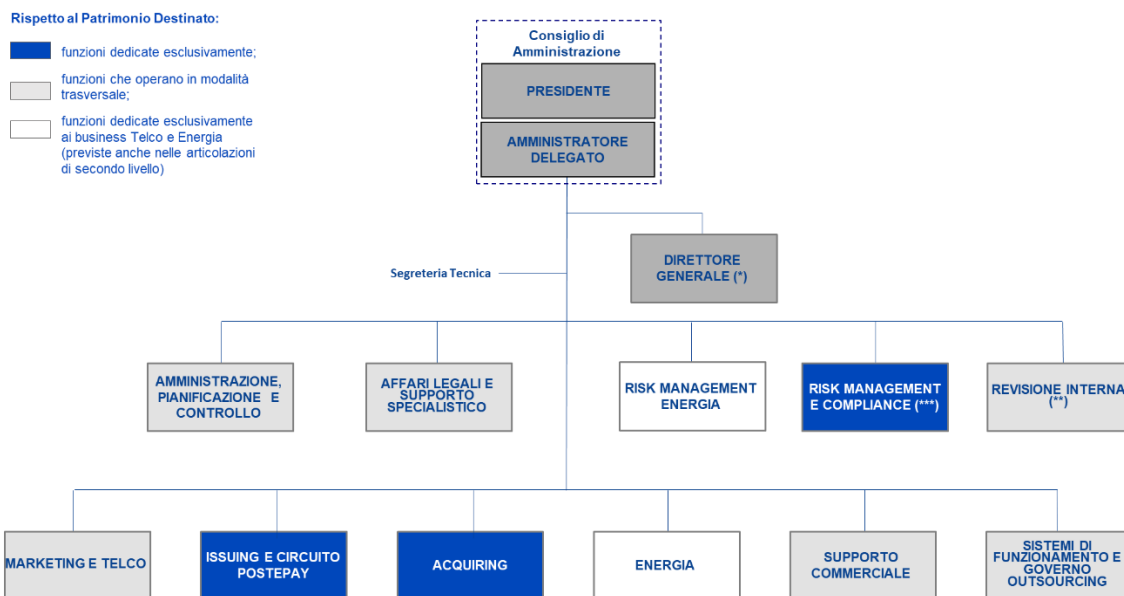 Rispetto al Patrimonio Destinato:
funzioni dedicate esclusivamente;
funzioni che operano in modalità
trasversale;
funzioni dedicate esclusivamente
ai business Telco e Energia
(previste anche nelle articolazioni
di secondo livello)
Consiglio di
Amministrazione
PRESIDENTE
AMMINISTRATORE
DELEGATO
DIRETTORE
GENERALE (*)
Segreteria Tecnica
AMMINISTRAZIONE,
PIANIFICAZIONE E
CONTROLLO
AFFARI LEGALI E
SUPPORTO
SPECIALISTICO
RISK MANAGEMENT
ENERGIA
RISK MANAGEMENT
E COMPLIANCE (***)
REVISIONE INTERNA
(**)
MARKETING E TELCO
ISSUING E CIRCUITO
POSTEPAY
ACQUIRING
ENERGIA
SUPPORTO
COMMERCIALE
SISTEMI DI
FUNZIONAMENTO E
GOVERNO
OUTSOURCING